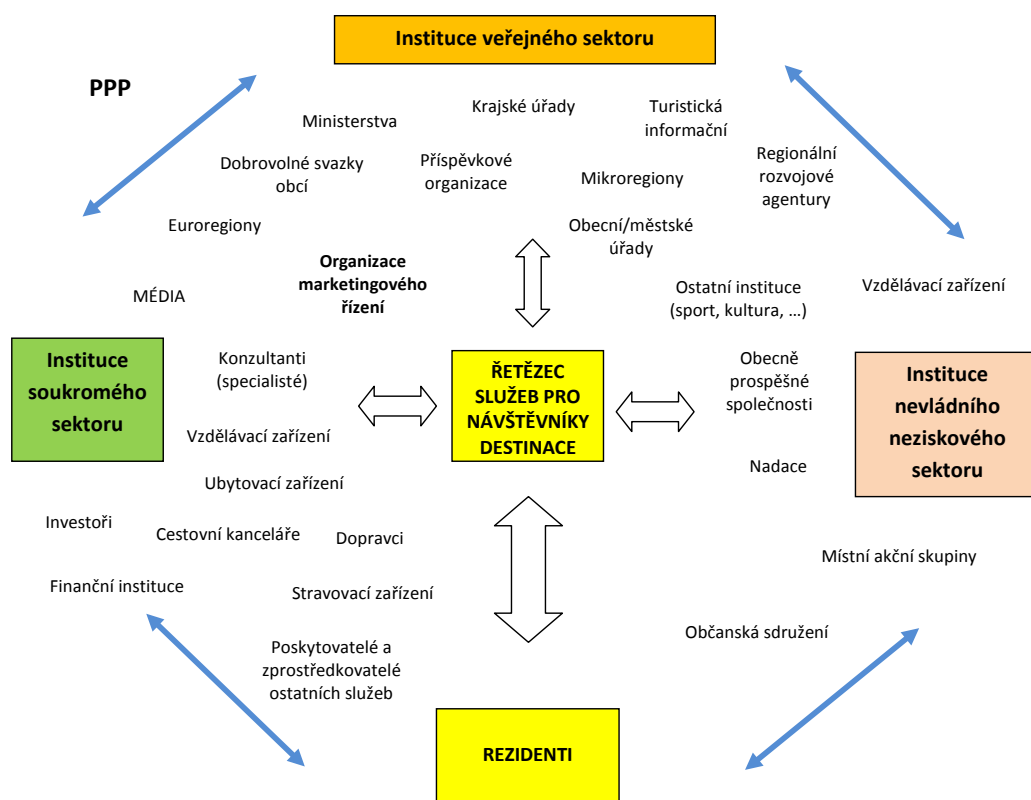 Instituce veřejného sektoru
PPP
Krajské úřady
Turistická
informační
Ministerstva
Dobrovolné svazky
obcí
Příspěvkové
organizace
Mikroregiony
Regionální
rozvojové
agentury
Euroregiony
Obecní/městské
úřady
Organizace
marketingového
řízení
MÉDIA
Ostatní instituce
(sport, kultura, …)
Vzdělávací zařízení
Instituce
soukromého
sektoru
Konzultanti
(specialisté)
ŘETĚZEC
SLUŽEB PRO
NÁVŠTĚVNÍKY
DESTINACE
Obecně
prospěšné
společnosti
Instituce
nevládního
neziskového
sektoru
Vzdělávací zařízení
Nadace
Ubytovací zařízení
Investoři
Cestovní kanceláře
Dopravci
Místní akční skupiny
Finanční instituce
Stravovací zařízení
Občanská sdružení
Poskytovatelé a
zprostředkovatelé
ostatních služeb
REZIDENTI